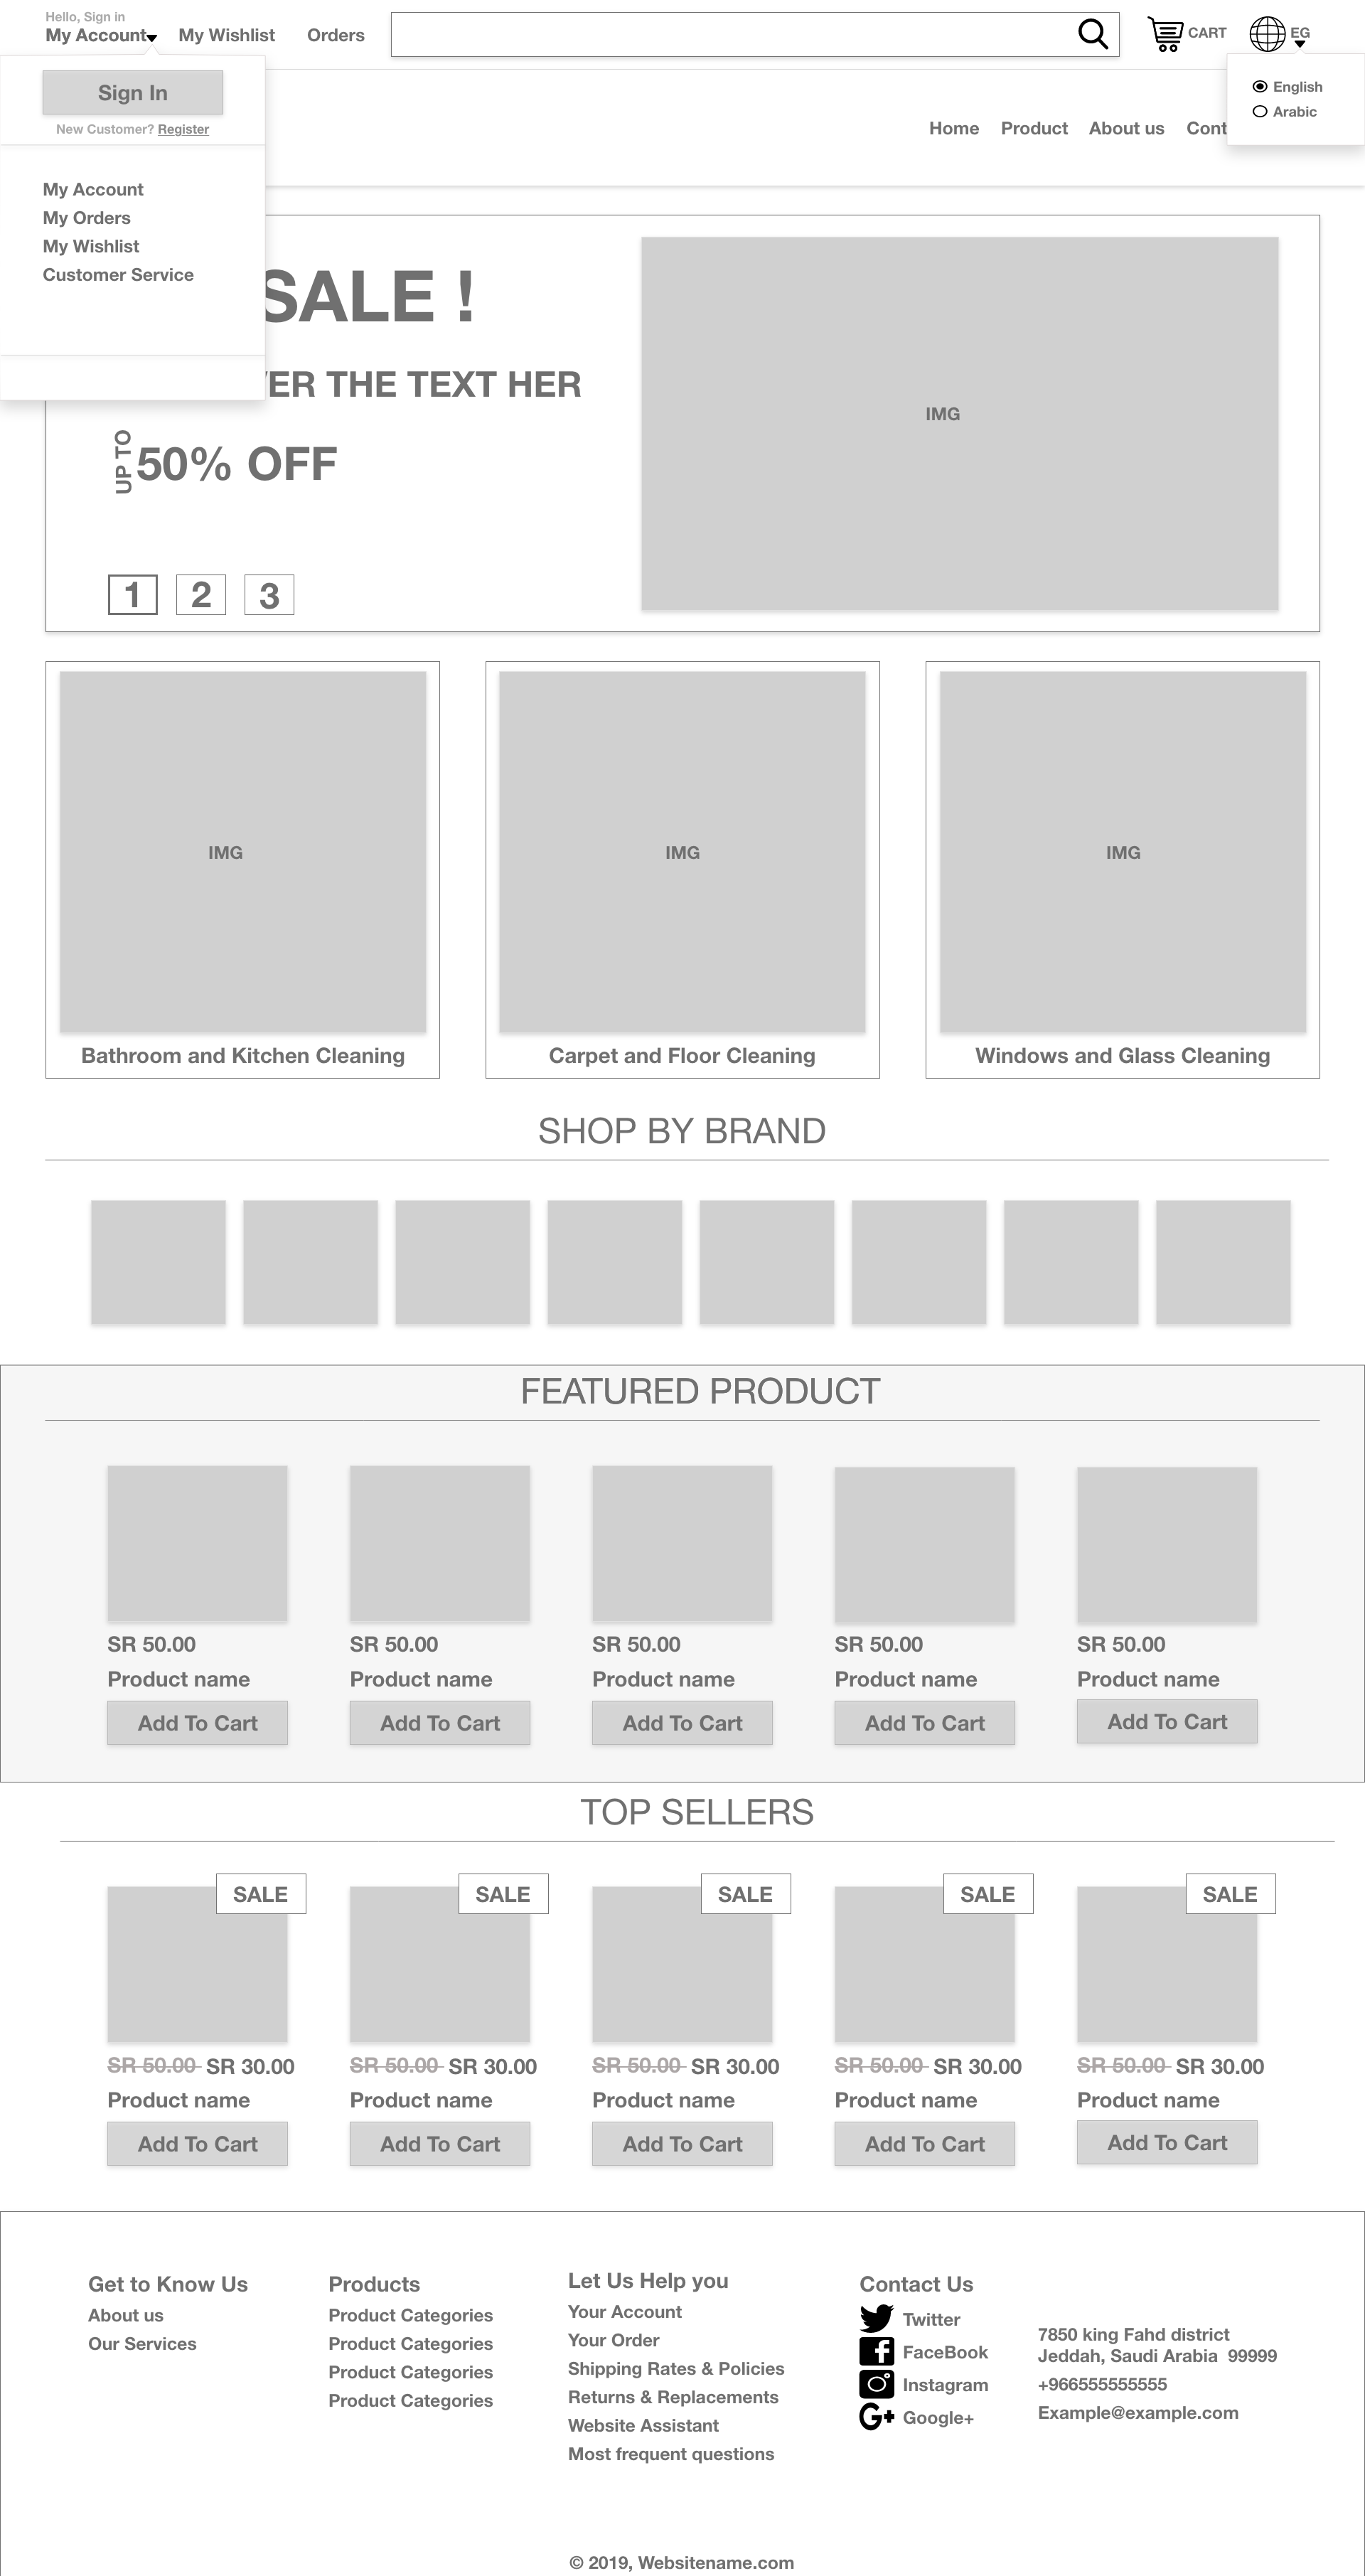 Hello, Sign in
My Account
My Wishlist
Orders
CART
EG
Sign In
New Customer? Register
My Account
My Orders
My Wishlist
Customer Service
English
Arabic
Home Product About us Cont
SALE !
ER THE TEXT HER
UP TO
50% OFF
1 2 3
IMG
IMG
IMG
IMG
Bathroom and Kitchen Cleaning
Carpet and Floor Cleaning
Windows and Glass Cleaning
SHOP BY BRAND
FEATURED PRODUCT
SR 50.00 SR 50.00 SR 50.00 SR 50.00 SR 50.00
Product name Product name Product name Product name Product name
Add To Cart Add To Cart Add To Cart Add To Cart Add To Cart
TOP SELLERS
SALE SALE SALE SALE SALE
SR 50.00 SR 30.00 SR 50.00 SR 30.00 SR 50.00 SR 30.00 SR 50.00 SR 30.00 SR 50.00 SR 30.00
Product name Product name Product name Product name Product name
Add To Cart Add To Cart Add To Cart Add To Cart Add To Cart
Get to Know Us
About us
Our Services
Products
Product Categories
Product Categories
Product Categories
Product Categories
Let Us Help you
Your Account
Your Order
Shipping Rates & Policies
Returns & Replacements
Website Assistant
Most frequent questions
Contact Us
Twitter
FaceBook
Instagram
Google+
7850 king Fahd district
Jeddah, Saudi Arabia 99999
+966555555555
Example@example.com
© 2019, Websitename.com